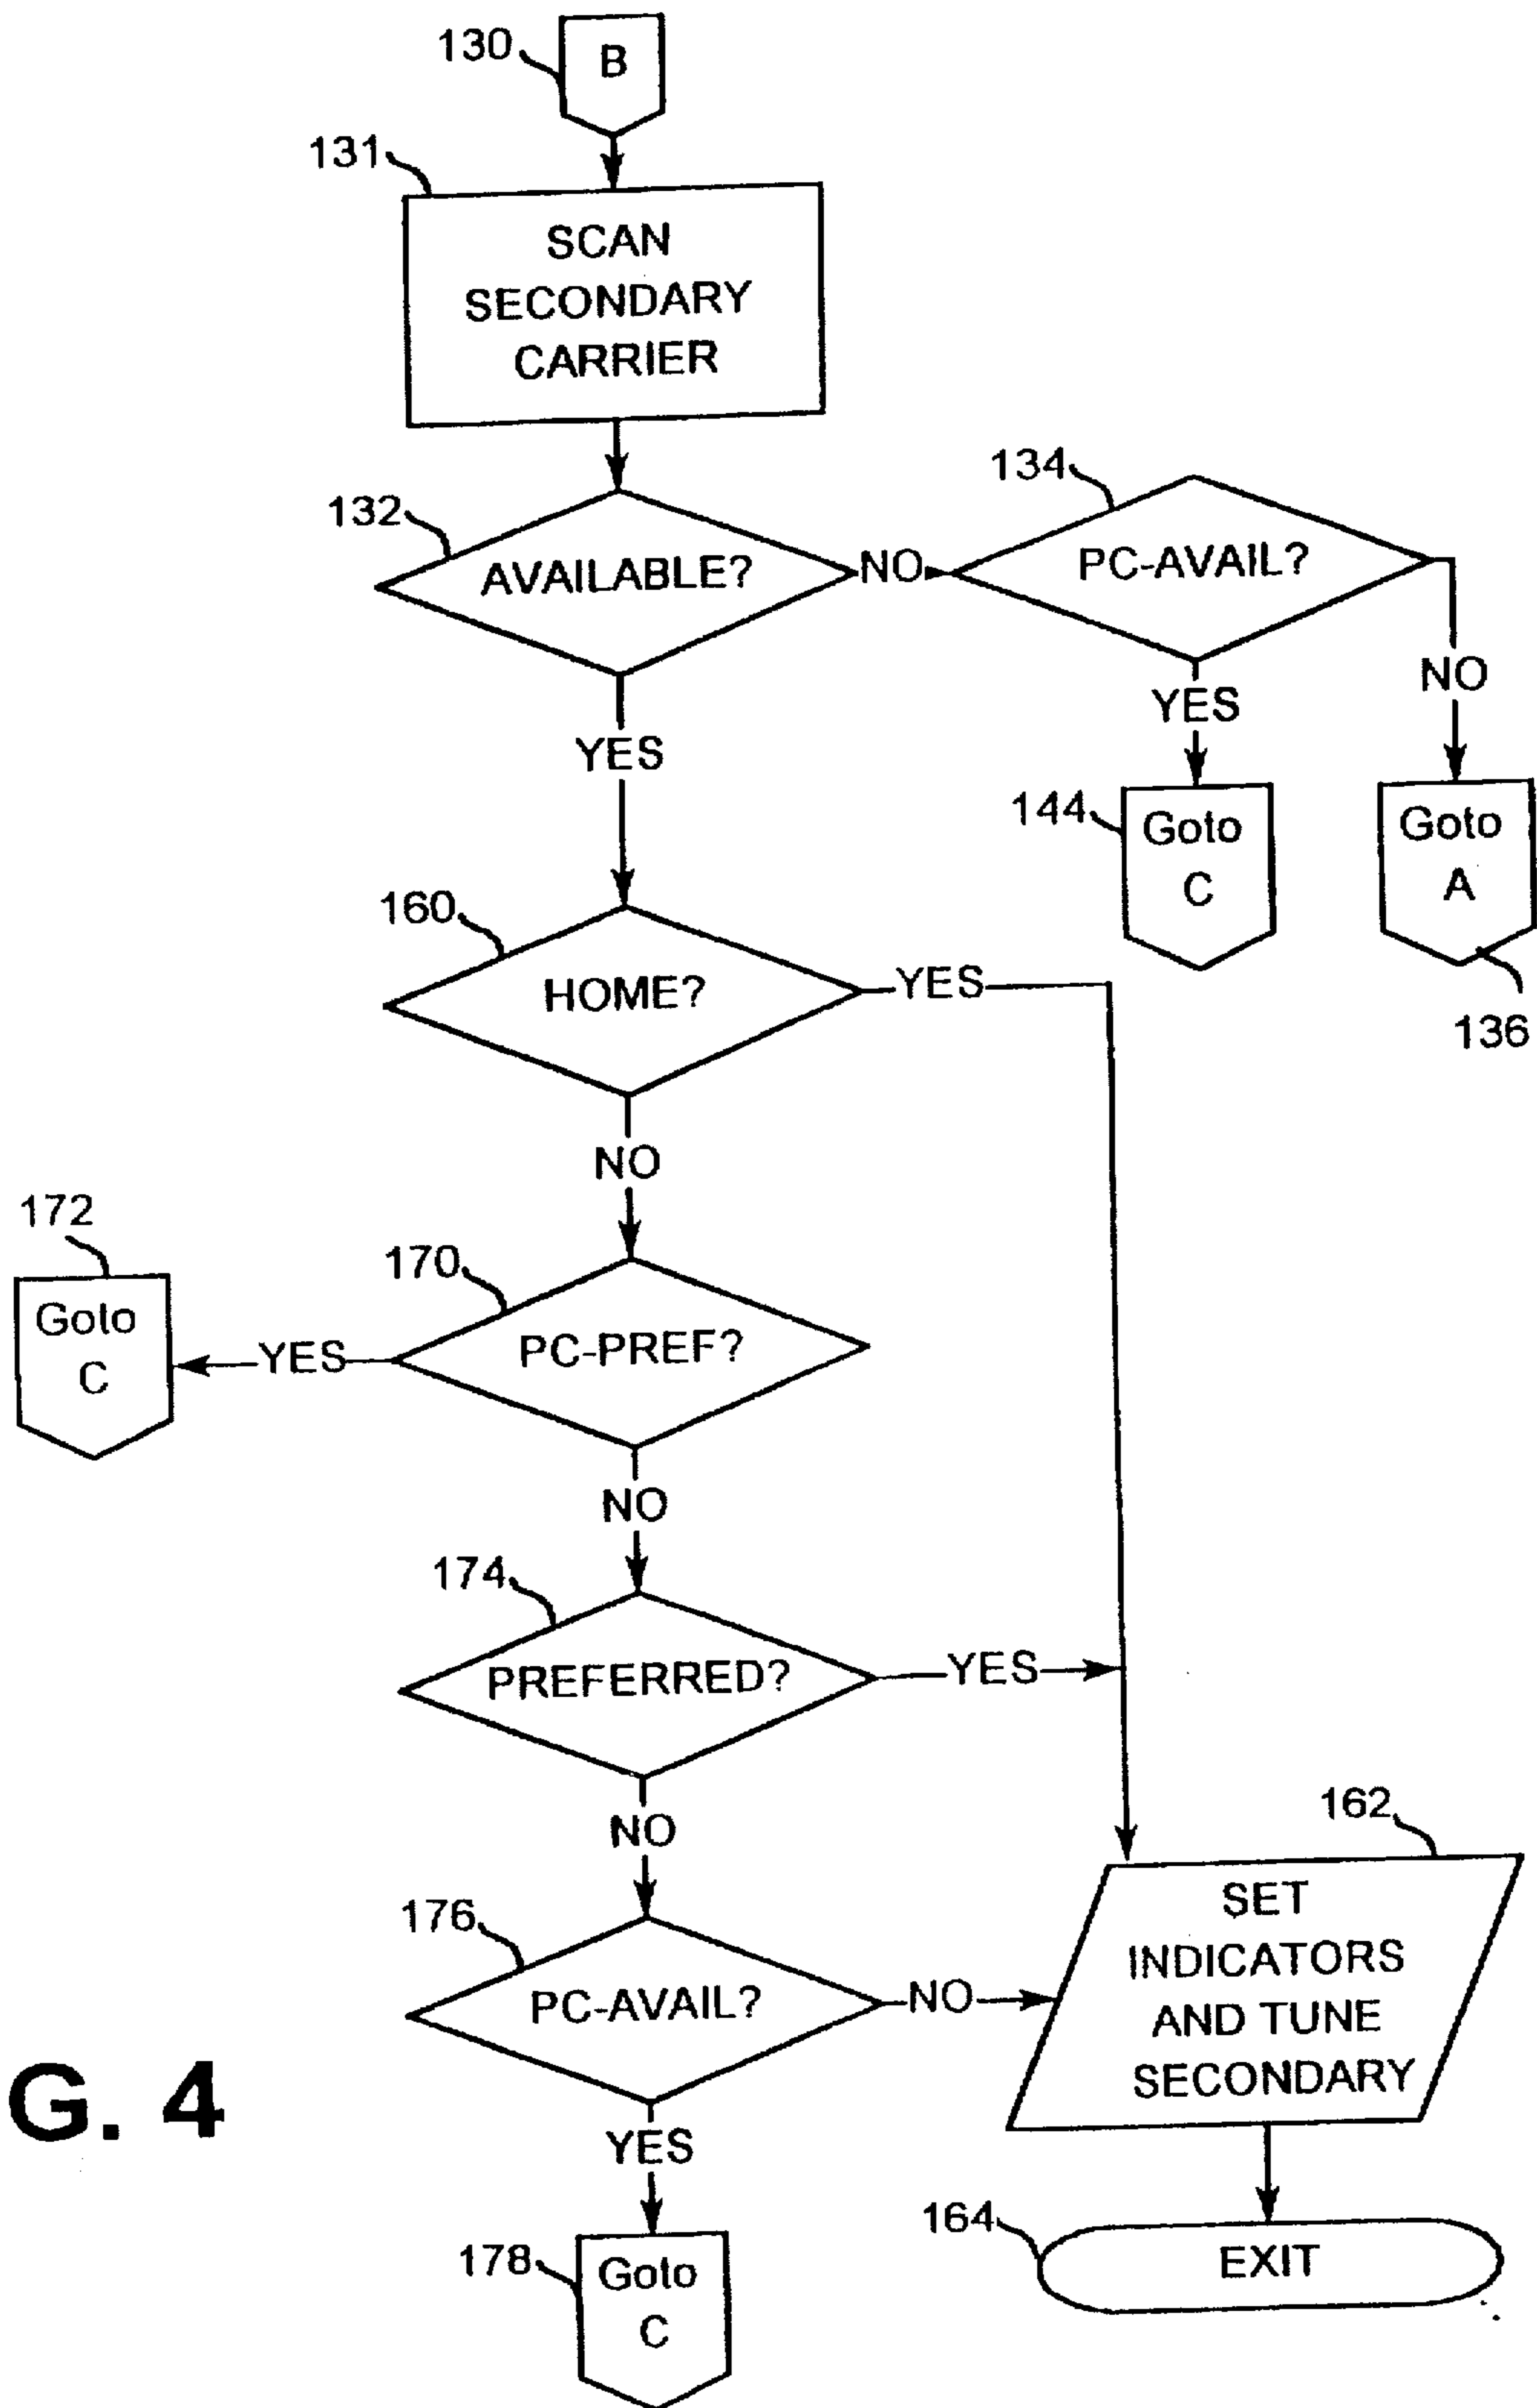 130
B
131
SCAN
SECONDARY
CARRIER
132
AVAILABLE?
NO
134
PC-AVAIL?
YES
NO
YES
144
Goto
C
Goto
A
136
160
HOME?
YES
NO
172
Goto
C
YES
170
PC-PREF?
NO
174
PREFERRED?
YES
NO
162
SET
INDICATORS
AND TUNE
SECONDARY
176
PC-AVAIL?
NO
YES
G. 4
164
EXIT
178
Goto
C